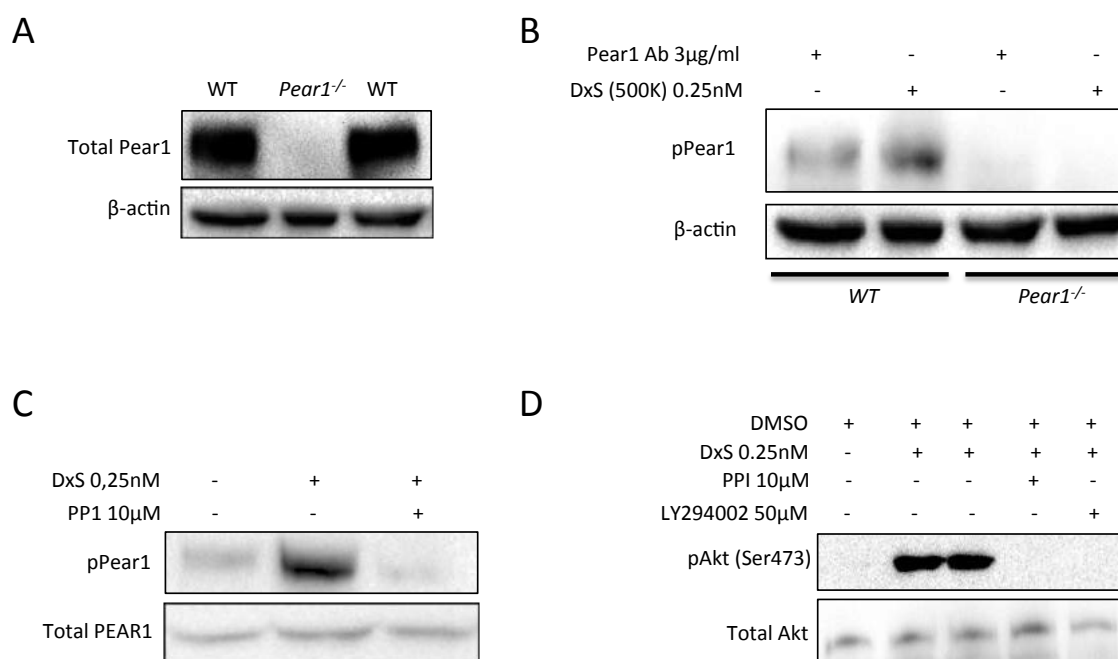 A
WT Pear1-/- WT
Total Pear1
β-actin
B
Pear1 Ab 3μg/ml + - + -
DxS (500K) 0.25nM - + - +
pPear1
β-actin
WT Pear1-/-
C
DxS 0,25nM - + +
PP1 10μM - - +
pPear1
Total PEAR1
D
DMSO + + + + +
DxS 0.25nM - + + + +
PPI 10μM - - - + -
LY294002 50μM - - - - +
pAkt (Ser473)
Total Akt